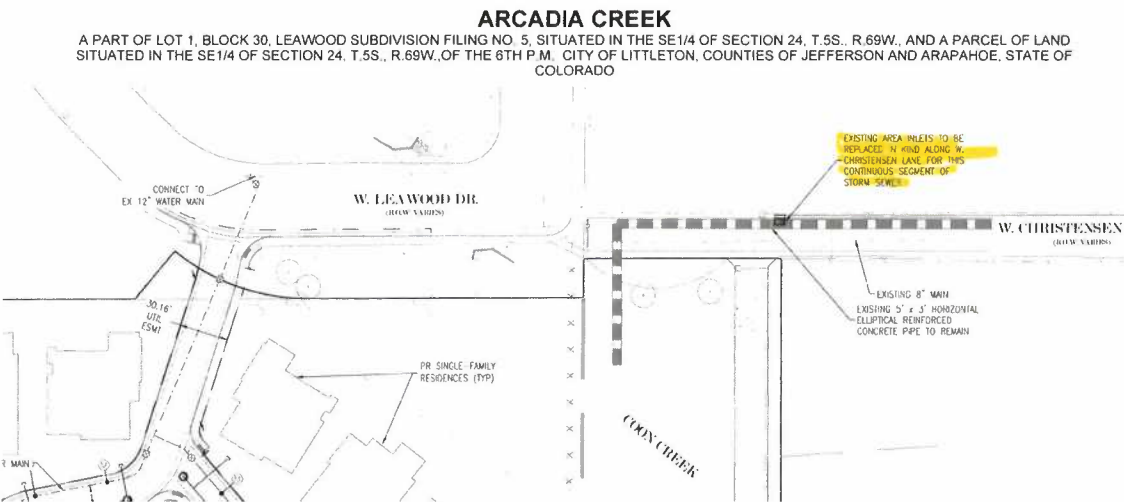 ARCADIA CREEK
A PART OF LOT 1, BLOCK 30, LEAWOOD SUBDIVISION FILING NO. 5, SITUATED IN THE SE1/4 OF SECTION 24, T.5S., R.69W., AND A PARCEL OF LAND
SITUATED IN THE SE1/4 OF SECTION 24, T.5S., R.69W., OF THE 6TH P.M. CITY OF LITTLETON, COUNTIES OF JEFFERSON AND ARAPAHOE, STATE OF
COLORADO
EXISTING AREA INLETS TO BE
REPLACED IN KIND ALONG W.
CHRISTENSEN LANE FOR THIS
CONTINUOUS SEGMENT OF
STORM SEWER
CONNECT TO
EX 12" WATER MAIN
W. LEAWOOD DR.
(ROW VARIES)
W. CHRISTENSEN
(ROW VARIES)
EXISTING 8" MAIN
EXISTING 5' x 3' HORIZONTAL
ELLIPTICAL REINFORCED
CONCRETE PIPE TO REMAIN
30.16'
UTIL
ESMT
PR SINGLE-FAMILY
RESIDENCES (TYP)
COON CREEK
R MAIN